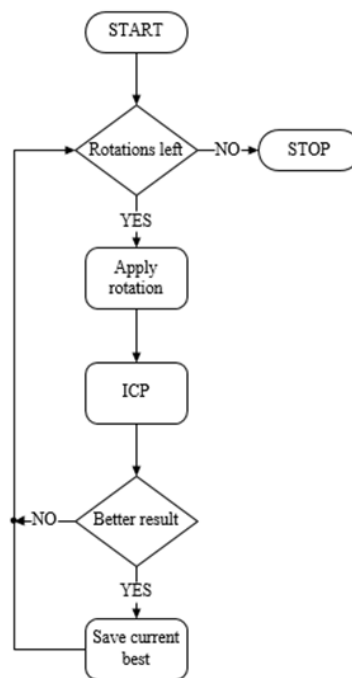 START
Rotations left
NO
STOP
YES
Apply
rotation
ICP
Better result
NO
YES
Save current
best